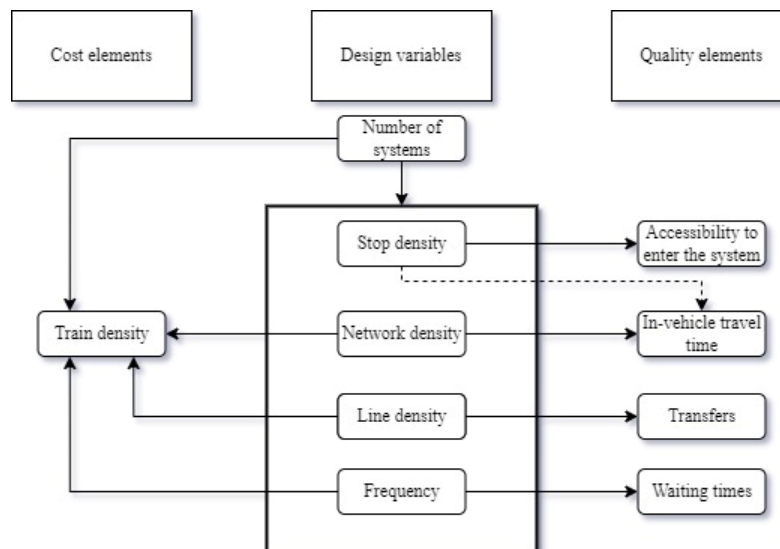 Cost elements
Design variables
Quality elements
Number of
systems
Stop density
Accessibility to
enter the system
Train density
Network density
In-vehicle travel
time
Line density
Transfers
Frequency
Waiting times